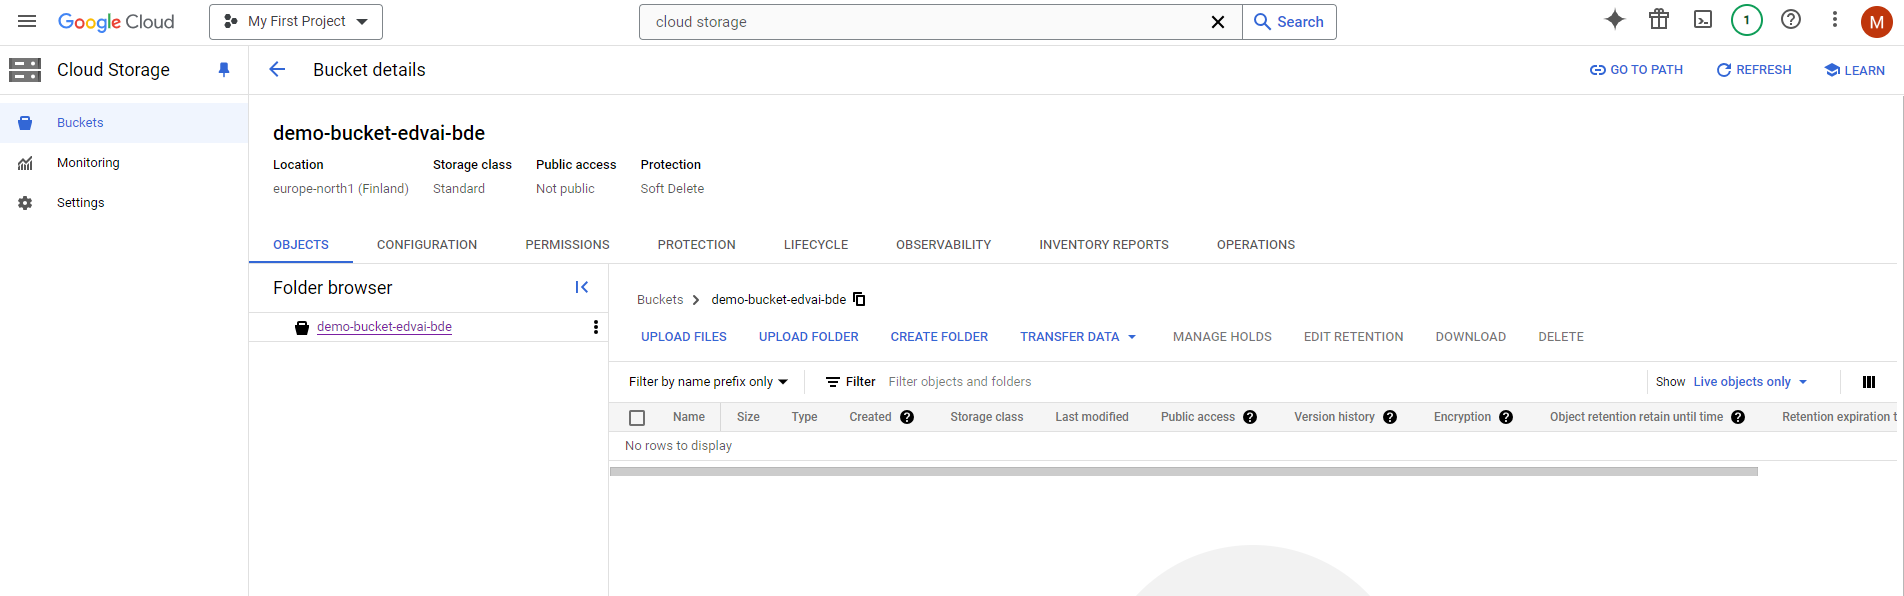 Google Cloud My First Project cloud storage Search 1 M
Cloud Storage Bucket details GO TO PATH REFRESH LEARN
Buckets
Monitoring
Settings
demo-bucket-edvai-bde
Location Storage class Public access Protection
europe-north1 (Finland) Standard Not public Soft Delete
OBJECTS CONFIGURATION PERMISSIONS PROTECTION LIFECYCLE OBSERVABILITY INVENTORY REPORTS OPERATIONS
Folder browser
demo-bucket-edvai-bde
Buckets demo-bucket-edvai-bde
UPLOAD FILES UPLOAD FOLDER CREATE FOLDER TRANSFER DATA MANAGE HOLDS EDIT RETENTION DOWNLOAD DELETE
Filter by name prefix only Filter Filter objects and folders Show Live objects only
Name Size Type Created Storage class Last modified Public access Version history Encryption Object retention retain until time Retention expiration t
No rows to display